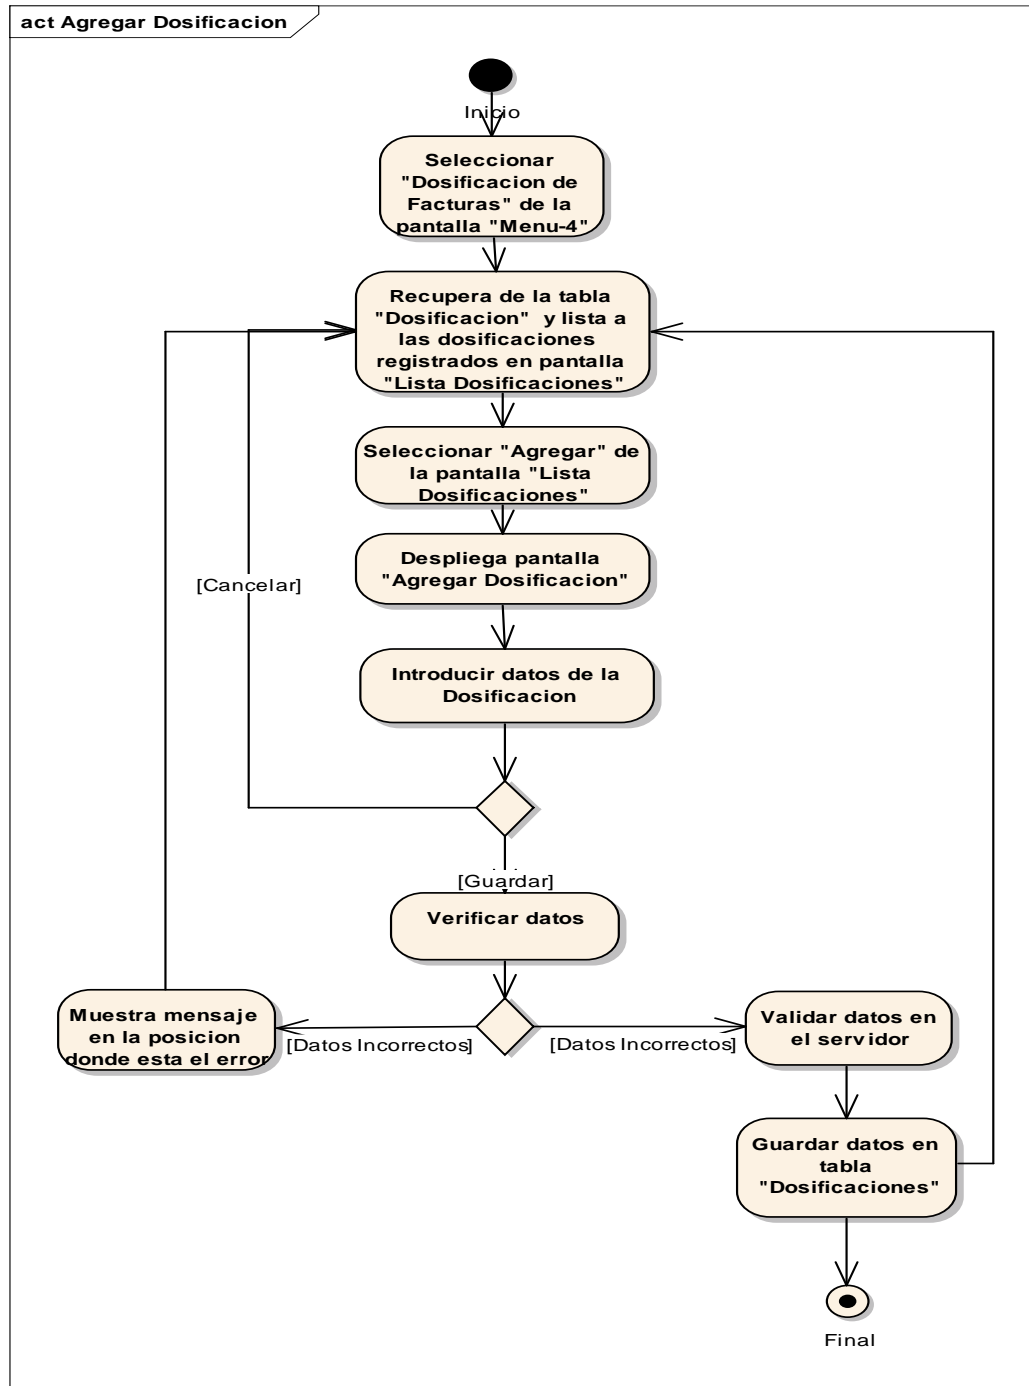 act Agregar Dosificacion
Inicio
Seleccionar
"Dosificacion de
Facturas" de la
pantalla "Menu-4"
Recupera de la tabla
"Dosificacion" y lista a
las dosificaciones
registrados en pantalla
"Lista Dosificaciones"
Seleccionar "Agregar" de
la pantalla "Lista
Dosificaciones"
Despliega pantalla
"Agregar Dosificacion"
[Cancelar]
Introducir datos de la
Dosificacion
[Guardar]
Verificar datos
Muestra mensaje
en la posicion
donde esta el error
[Datos Incorrectos]
[Datos Incorrectos]
Validar datos en
el servidor
Guardar datos en
tabla
"Dosificaciones"
Final